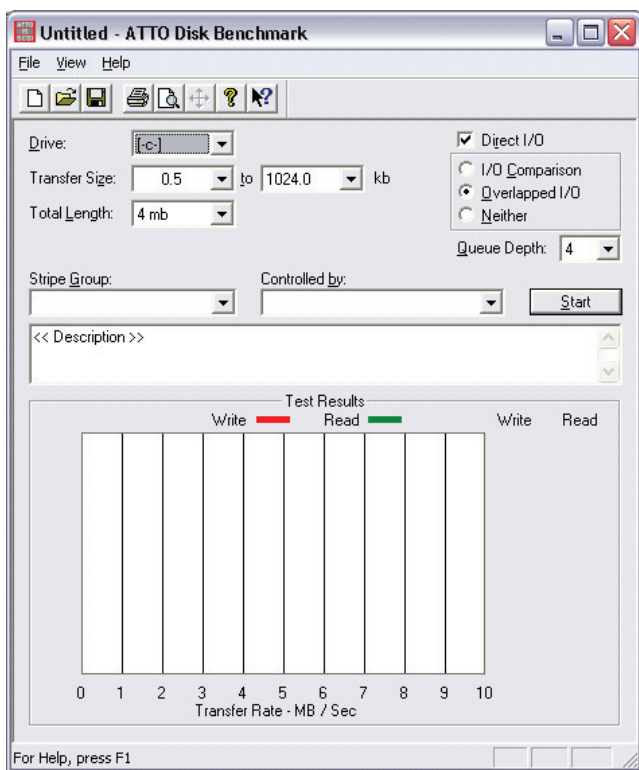 Untitled - ATTO Disk Benchmark
File View Help
Drive: [-c-]
Direct I/O
Transfer Size: 0.5 to 1024.0 kb
I/O Comparison
Overlapped I/O
Total Length: 4 mb
Neither
Queue Depth: 4
Stripe Group:
Controlled by:
Start
<< Description >>
Test Results
Write Read Write Read
0 1 2 3 4 5 6 7 8 9 10
Transfer Rate - MB / Sec
For Help, press F1